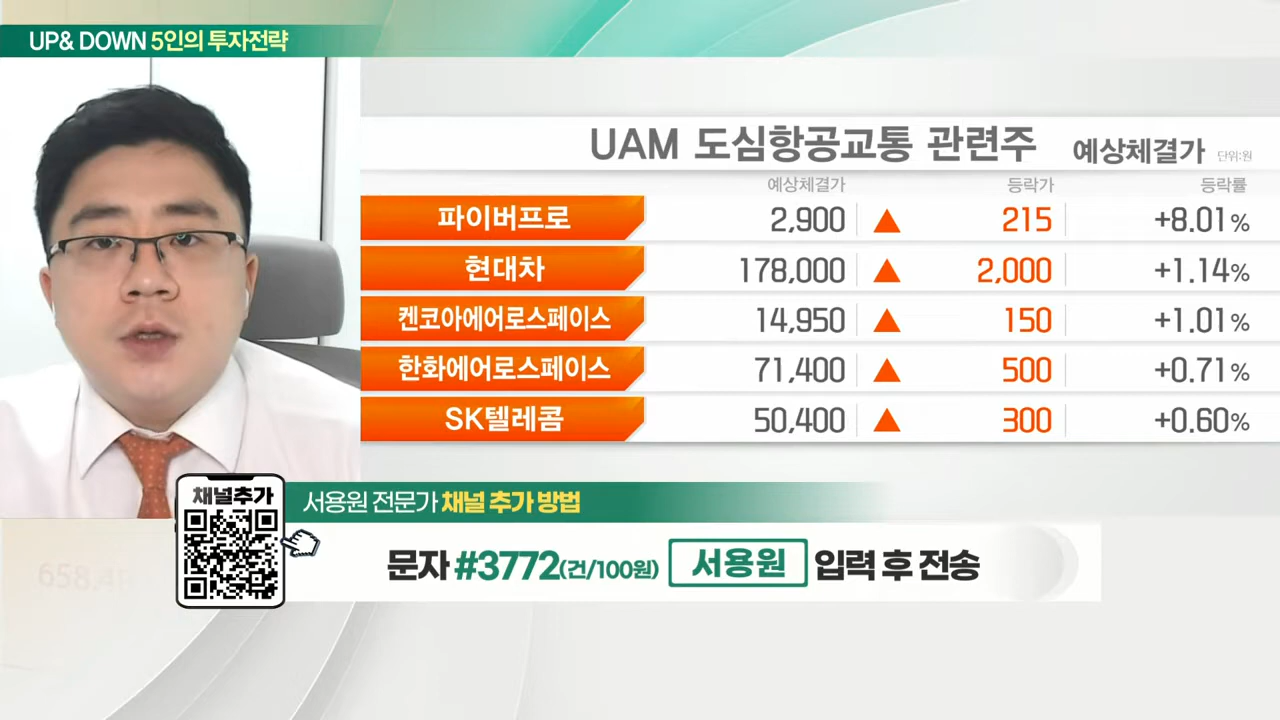 UP& DOWN 5인의 투자전략
UAM 도심항공교통 관련주 예상체결가 단위:원
예상체결가 등락가 등락률
파이버프로 2,900 ▲ 215 +8.01%
현대차 178,000 ▲ 2,000 +1.14%
켄코아에어로스페이스 14,950 ▲ 150 +1.01%
한화에어로스페이스 71,400 ▲ 500 +0.71%
SK텔레콤 50,400 ▲ 300 +0.60%
채널추가
서용원 전문가 채널 추가 방법
문자 #3772(건/100원) 서용원 입력 후 전송